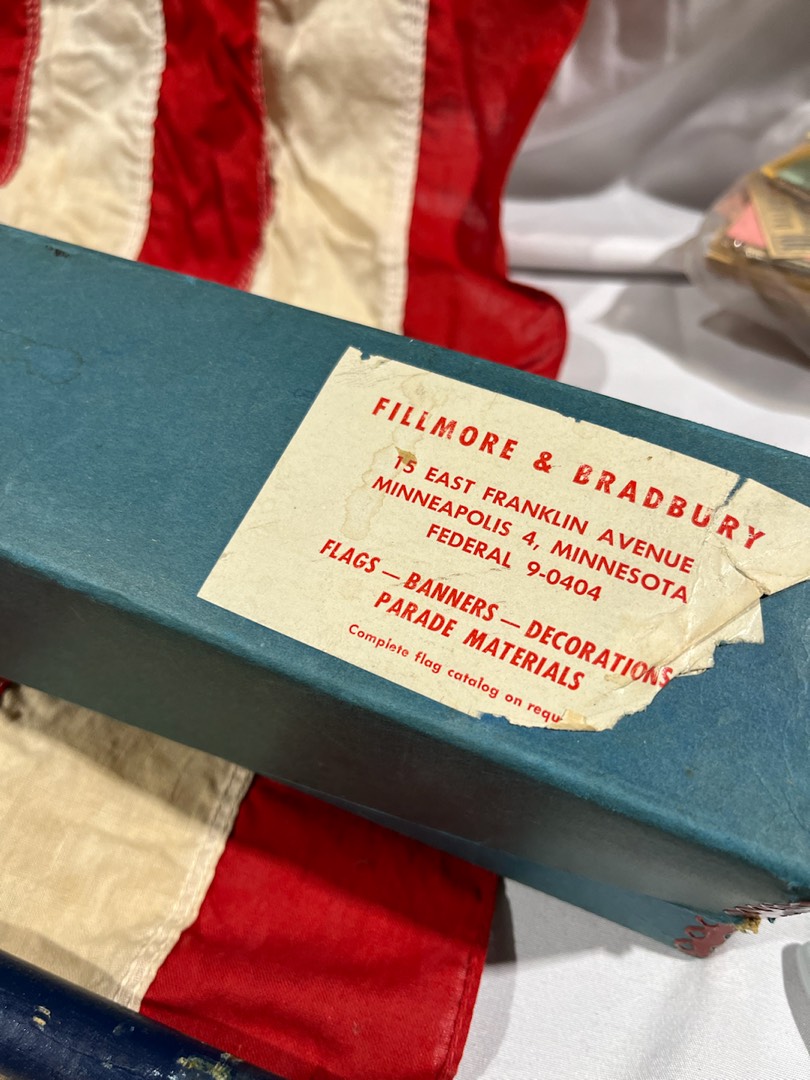 FILLMORE & BRADBURY
15 EAST FRANKLIN AVENUE
MINNEAPOLIS 4, MINNESOTA
FEDERAL 9-0404
FLAGS — BANNERS — DECORATIONS
PARADE MATERIALS
Complete flag catalog on requ